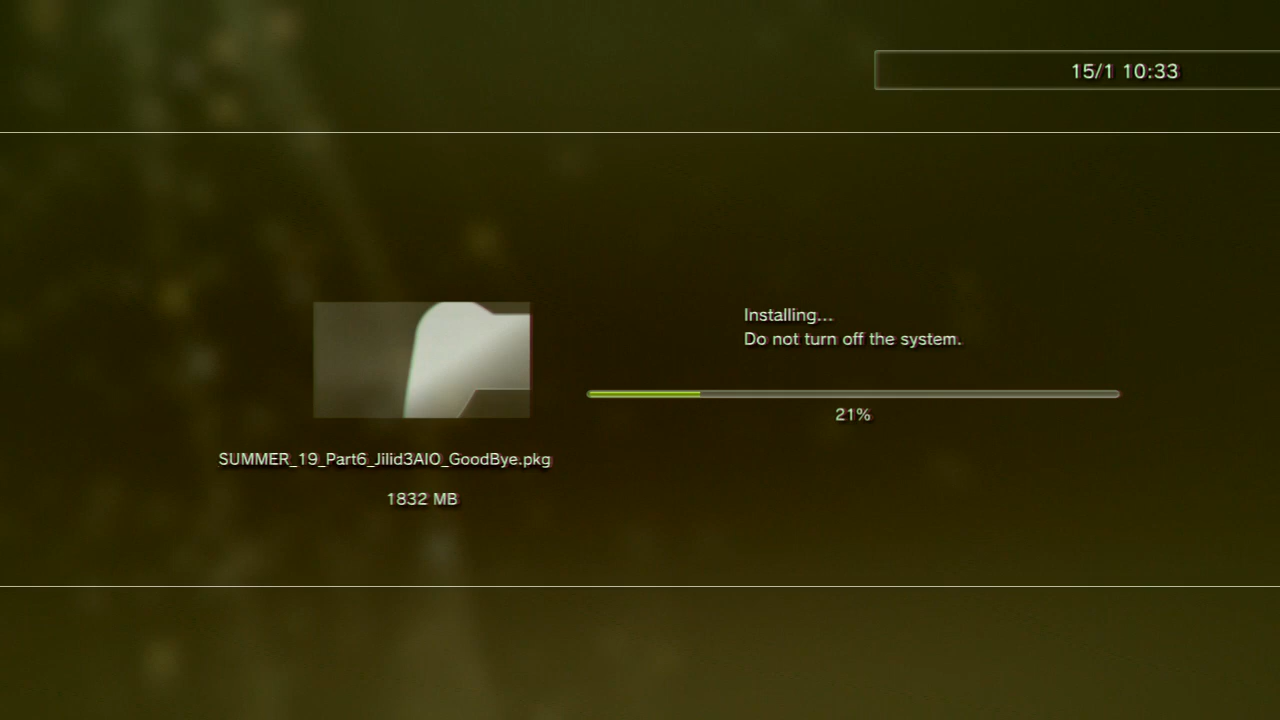 15/1 10:33
Installing...
Do not turn off the system.
21%
SUMMER_19_Part6_Jilid3AIO_GoodBye.pkg
1832 MB